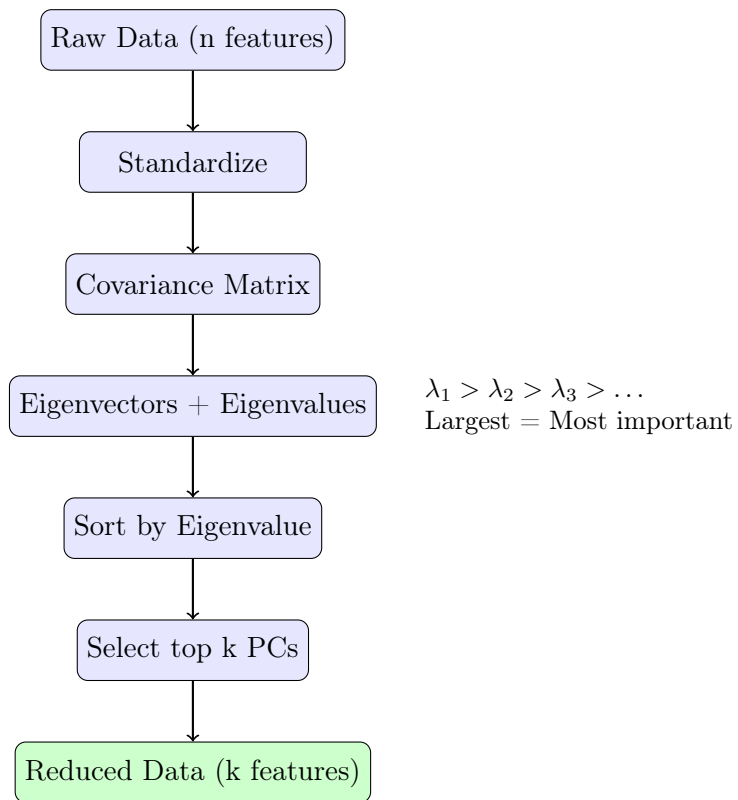 Raw Data (n features)
Standardize
Covariance Matrix
Eigenvectors + Eigenvalues
λ₁ > λ₂ > λ₃ > …
Largest = Most important
Sort by Eigenvalue
Select top k PCs
Reduced Data (k features)